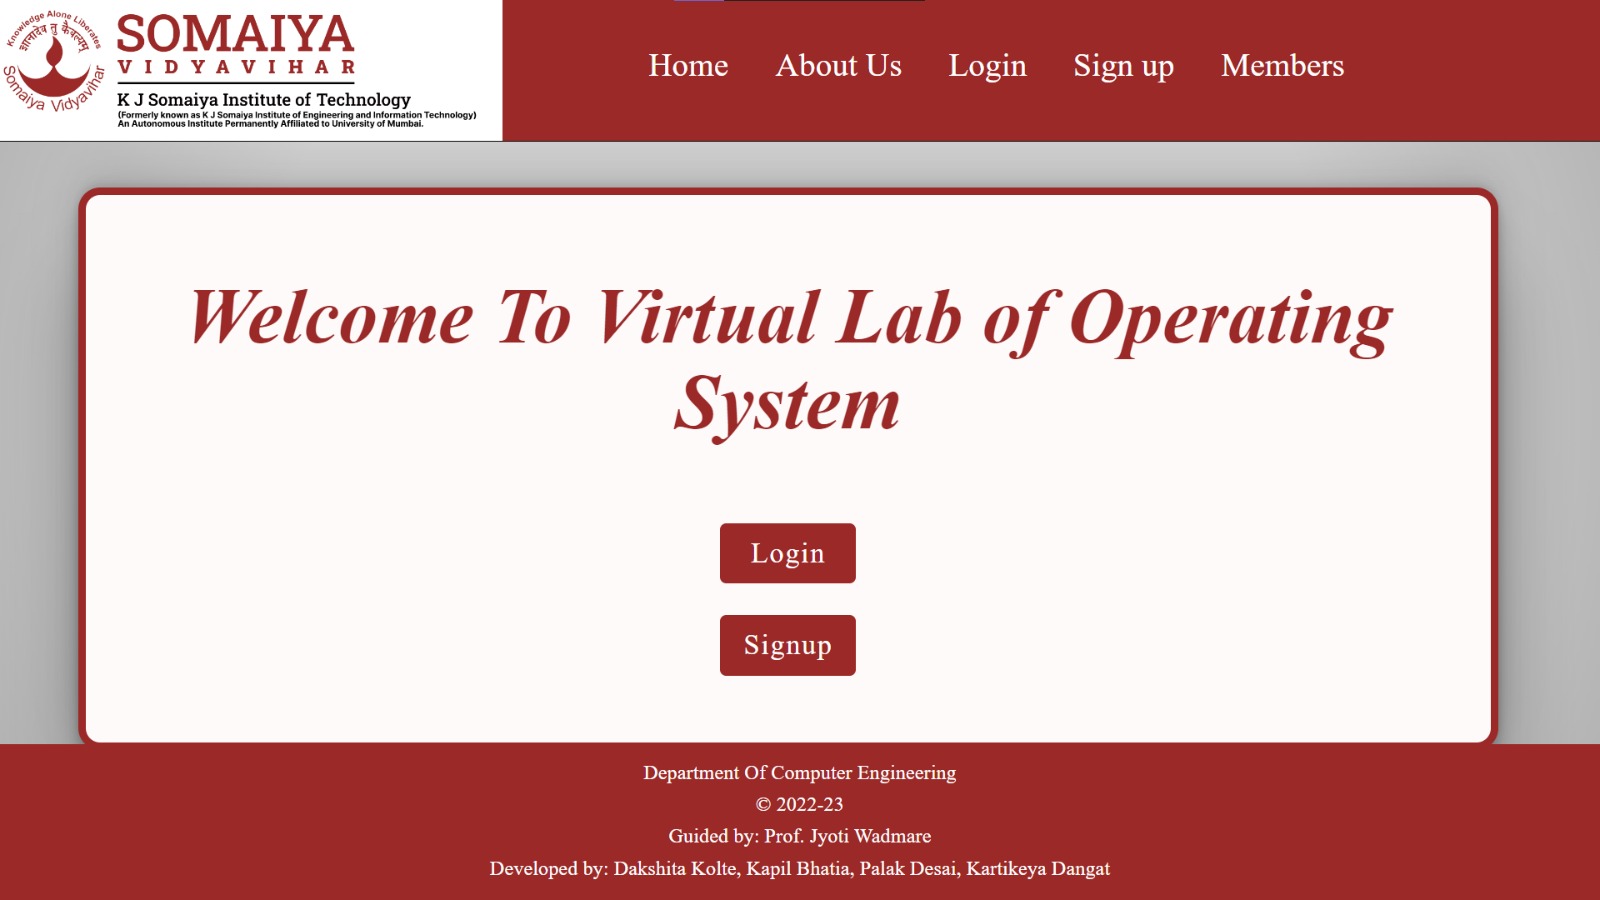 Knowledge Alone Liberates
ज्ञानादेव तु कैवल्यम्
Somaiya Vidyavihar
SOMAIYA
VIDYAVIHAR
K J Somaiya Institute of Technology
(Formerly known as K J Somaiya Institute of Engineering and Information Technology)
An Autonomous Institute Permanently Affiliated to University of Mumbai.
Home About Us Login Sign up Members
Welcome To Virtual Lab of Operating
System
Login
Signup
Department Of Computer Engineering
© 2022-23
Guided by: Prof. Jyoti Wadmare
Developed by: Dakshita Kolte, Kapil Bhatia, Palak Desai, Kartikeya Dangat